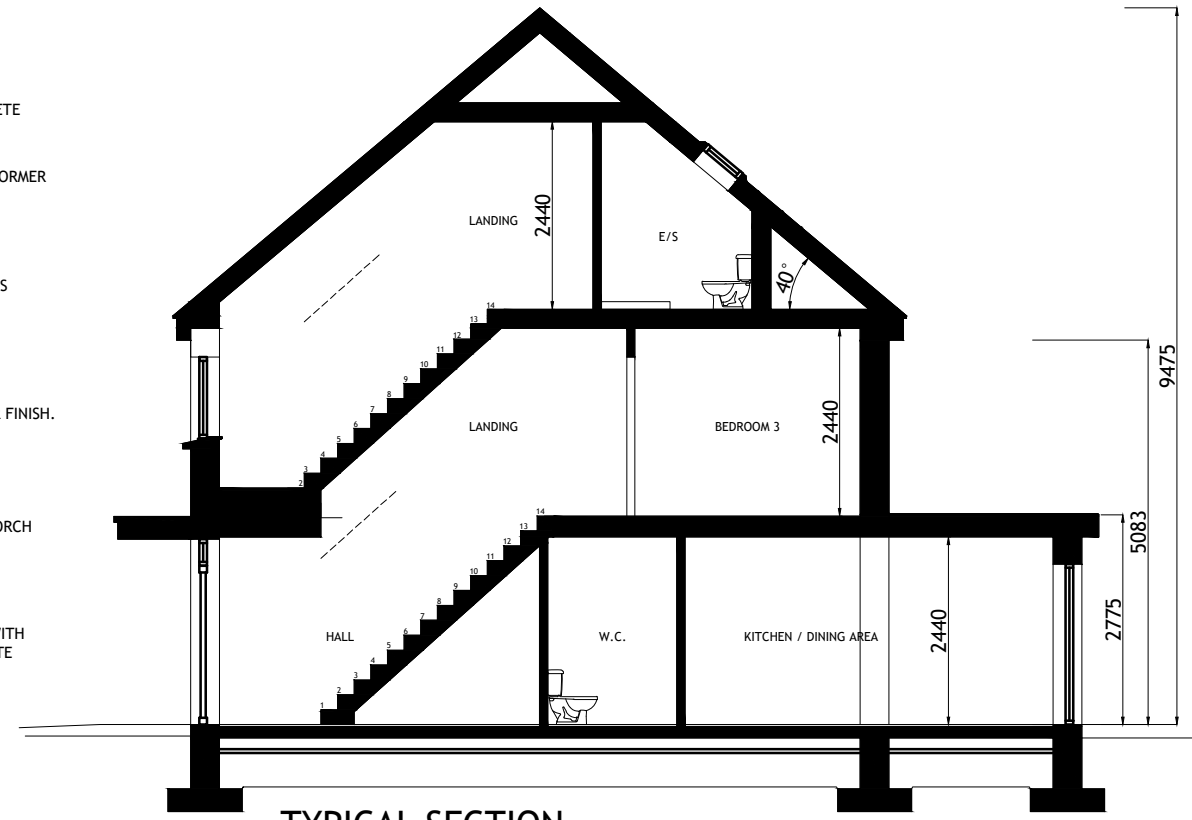 ETE
ORMER
S
FINISH.
ORCH
ITH
TE
LANDING
2440
E/S
40°
14
13
12
11
10
9
8
7
6
5
4
3
2
LANDING
BEDROOM 3
2440
14
13
12
11
10
9
8
7
6
5
4
3
2
1
HALL
W.C.
KITCHEN / DINING AREA
2440
2775
5083
9475
TYPICAL SECTION